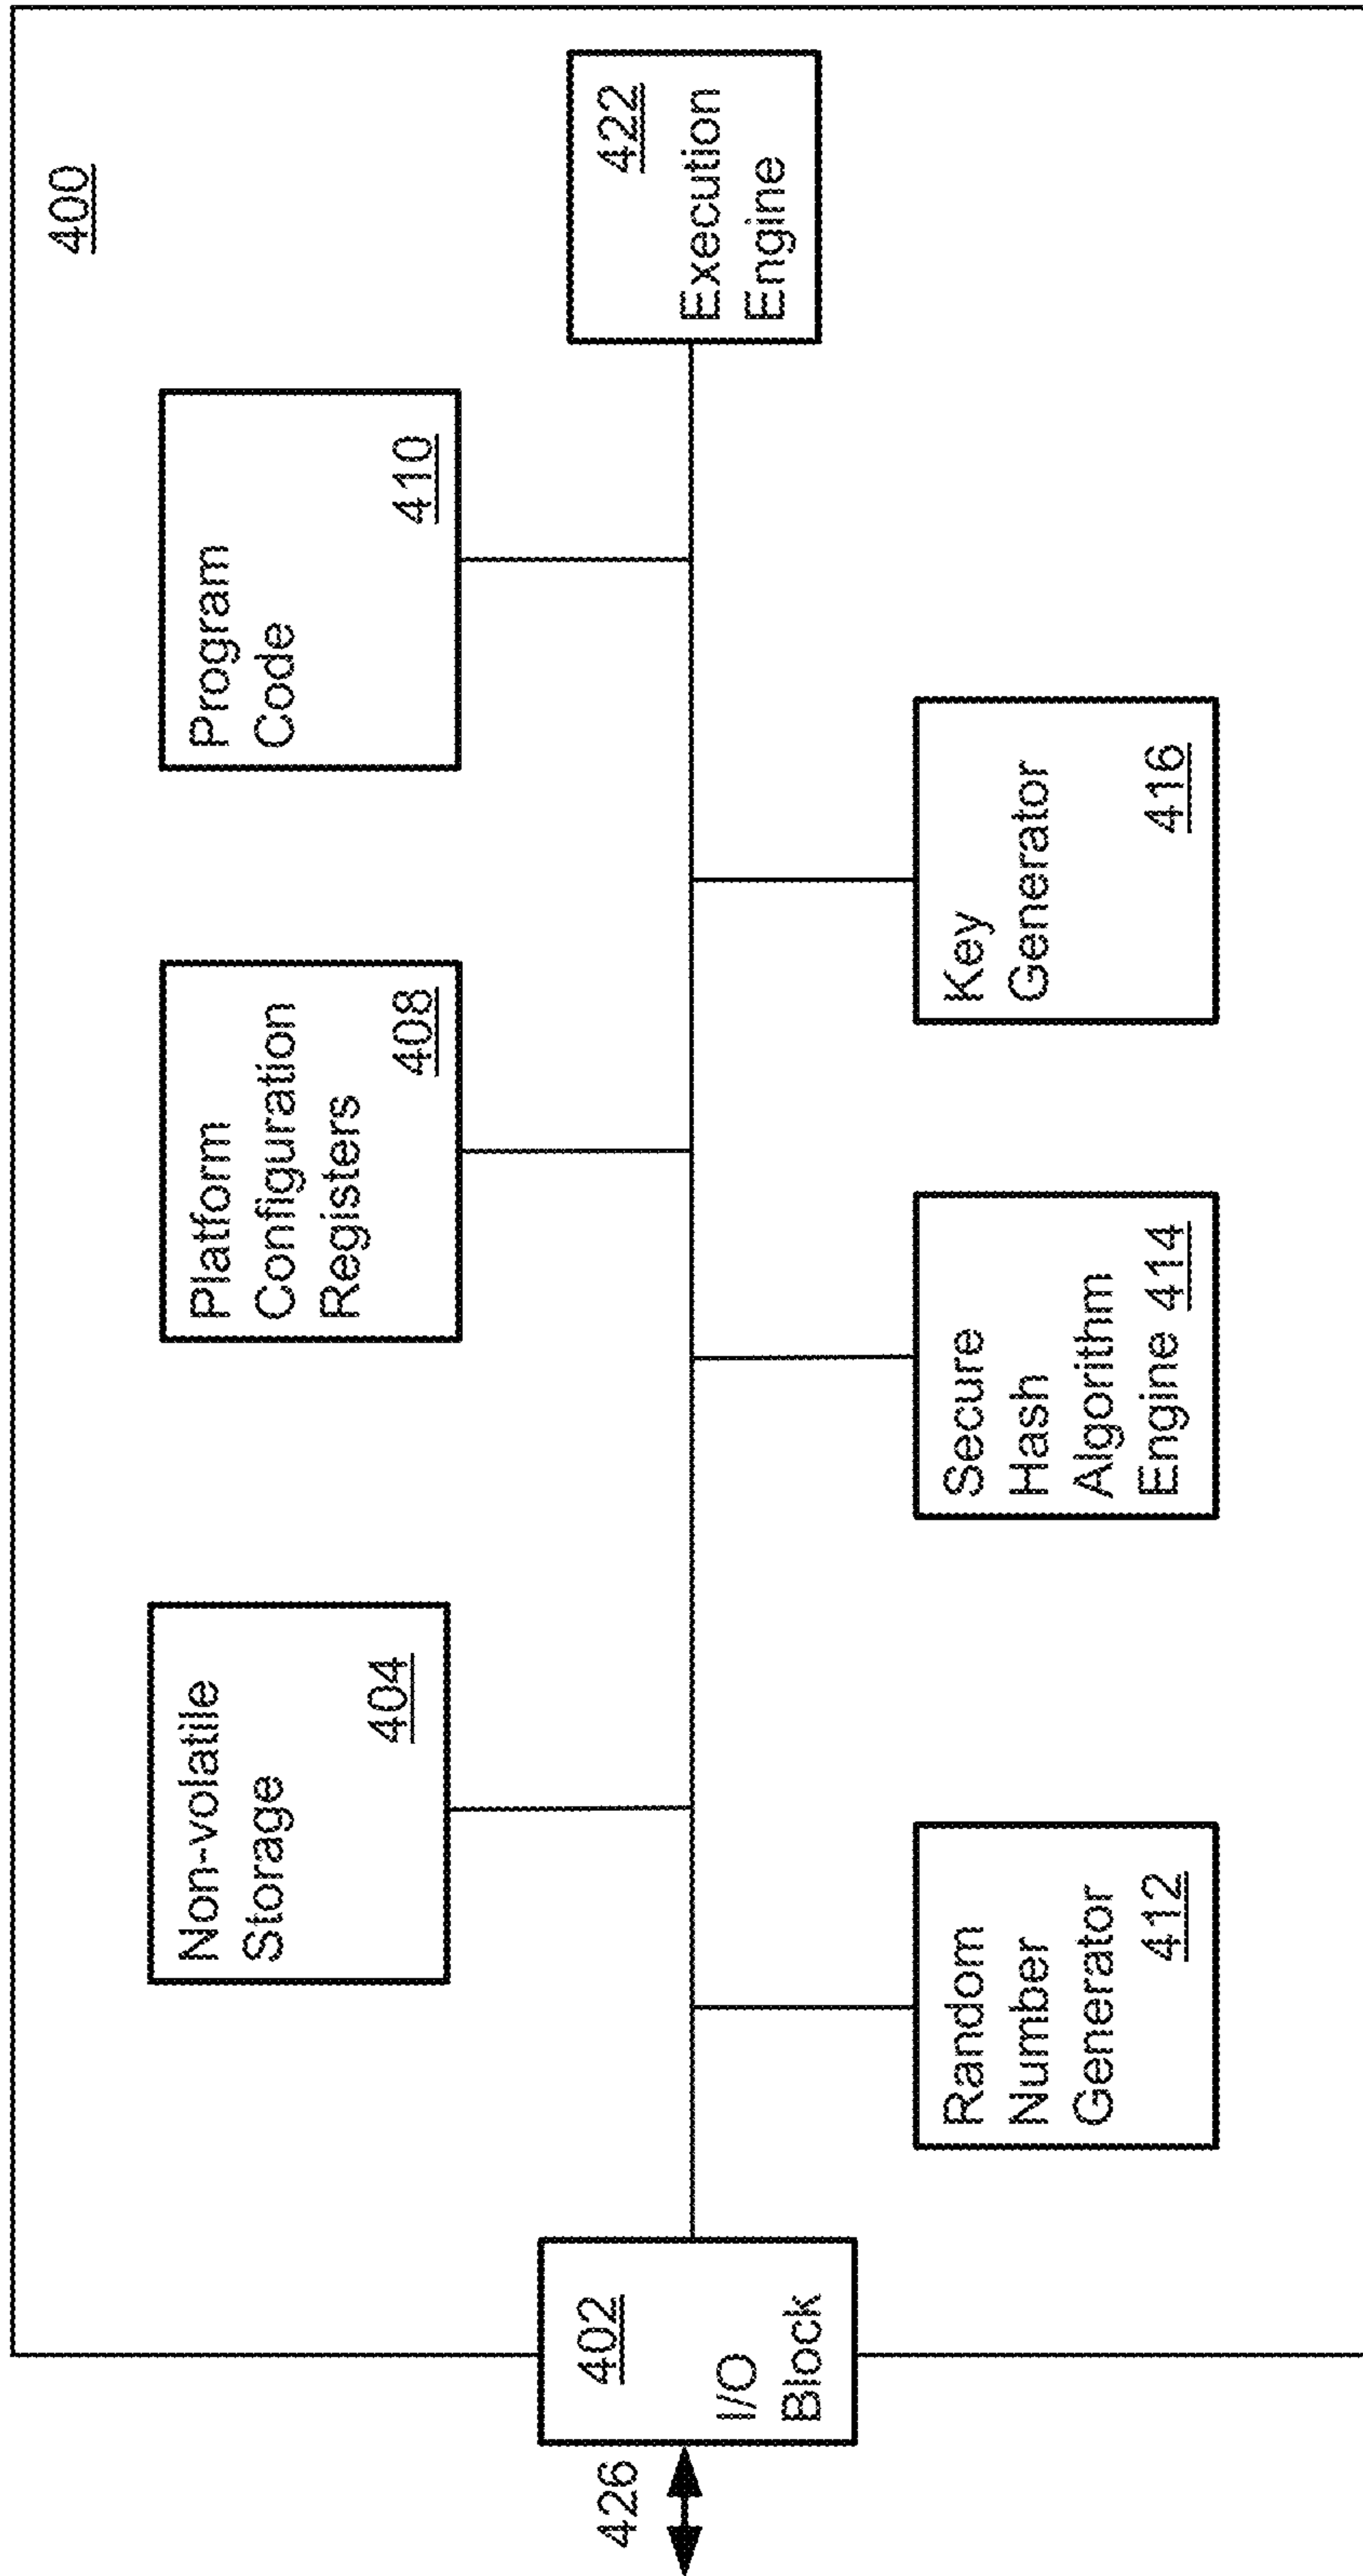 400
Non-volatile
Storage
404
Platform
Configuration
Registers
408
Program
Code
410
426
402
I/O
Block
422
Execution
Engine
Random
Number
Generator
412
Secure
Hash
Algorithm
Engine 414
Key
Generator
416